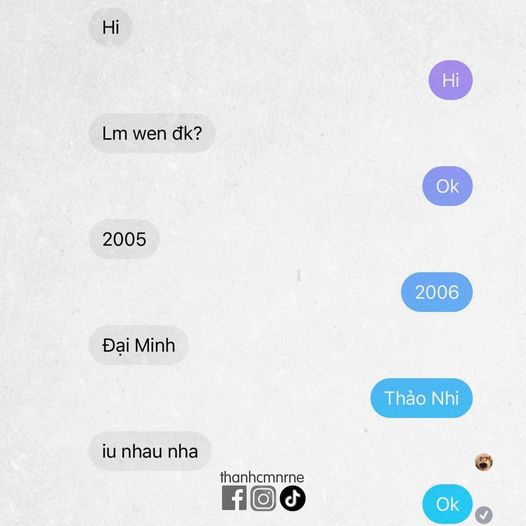 Hi
Hi
Lm wen đk?
Ok
2005
2006
Đại Minh
Thảo Nhi
iu nhau nha
thanhcmnrne
Ok